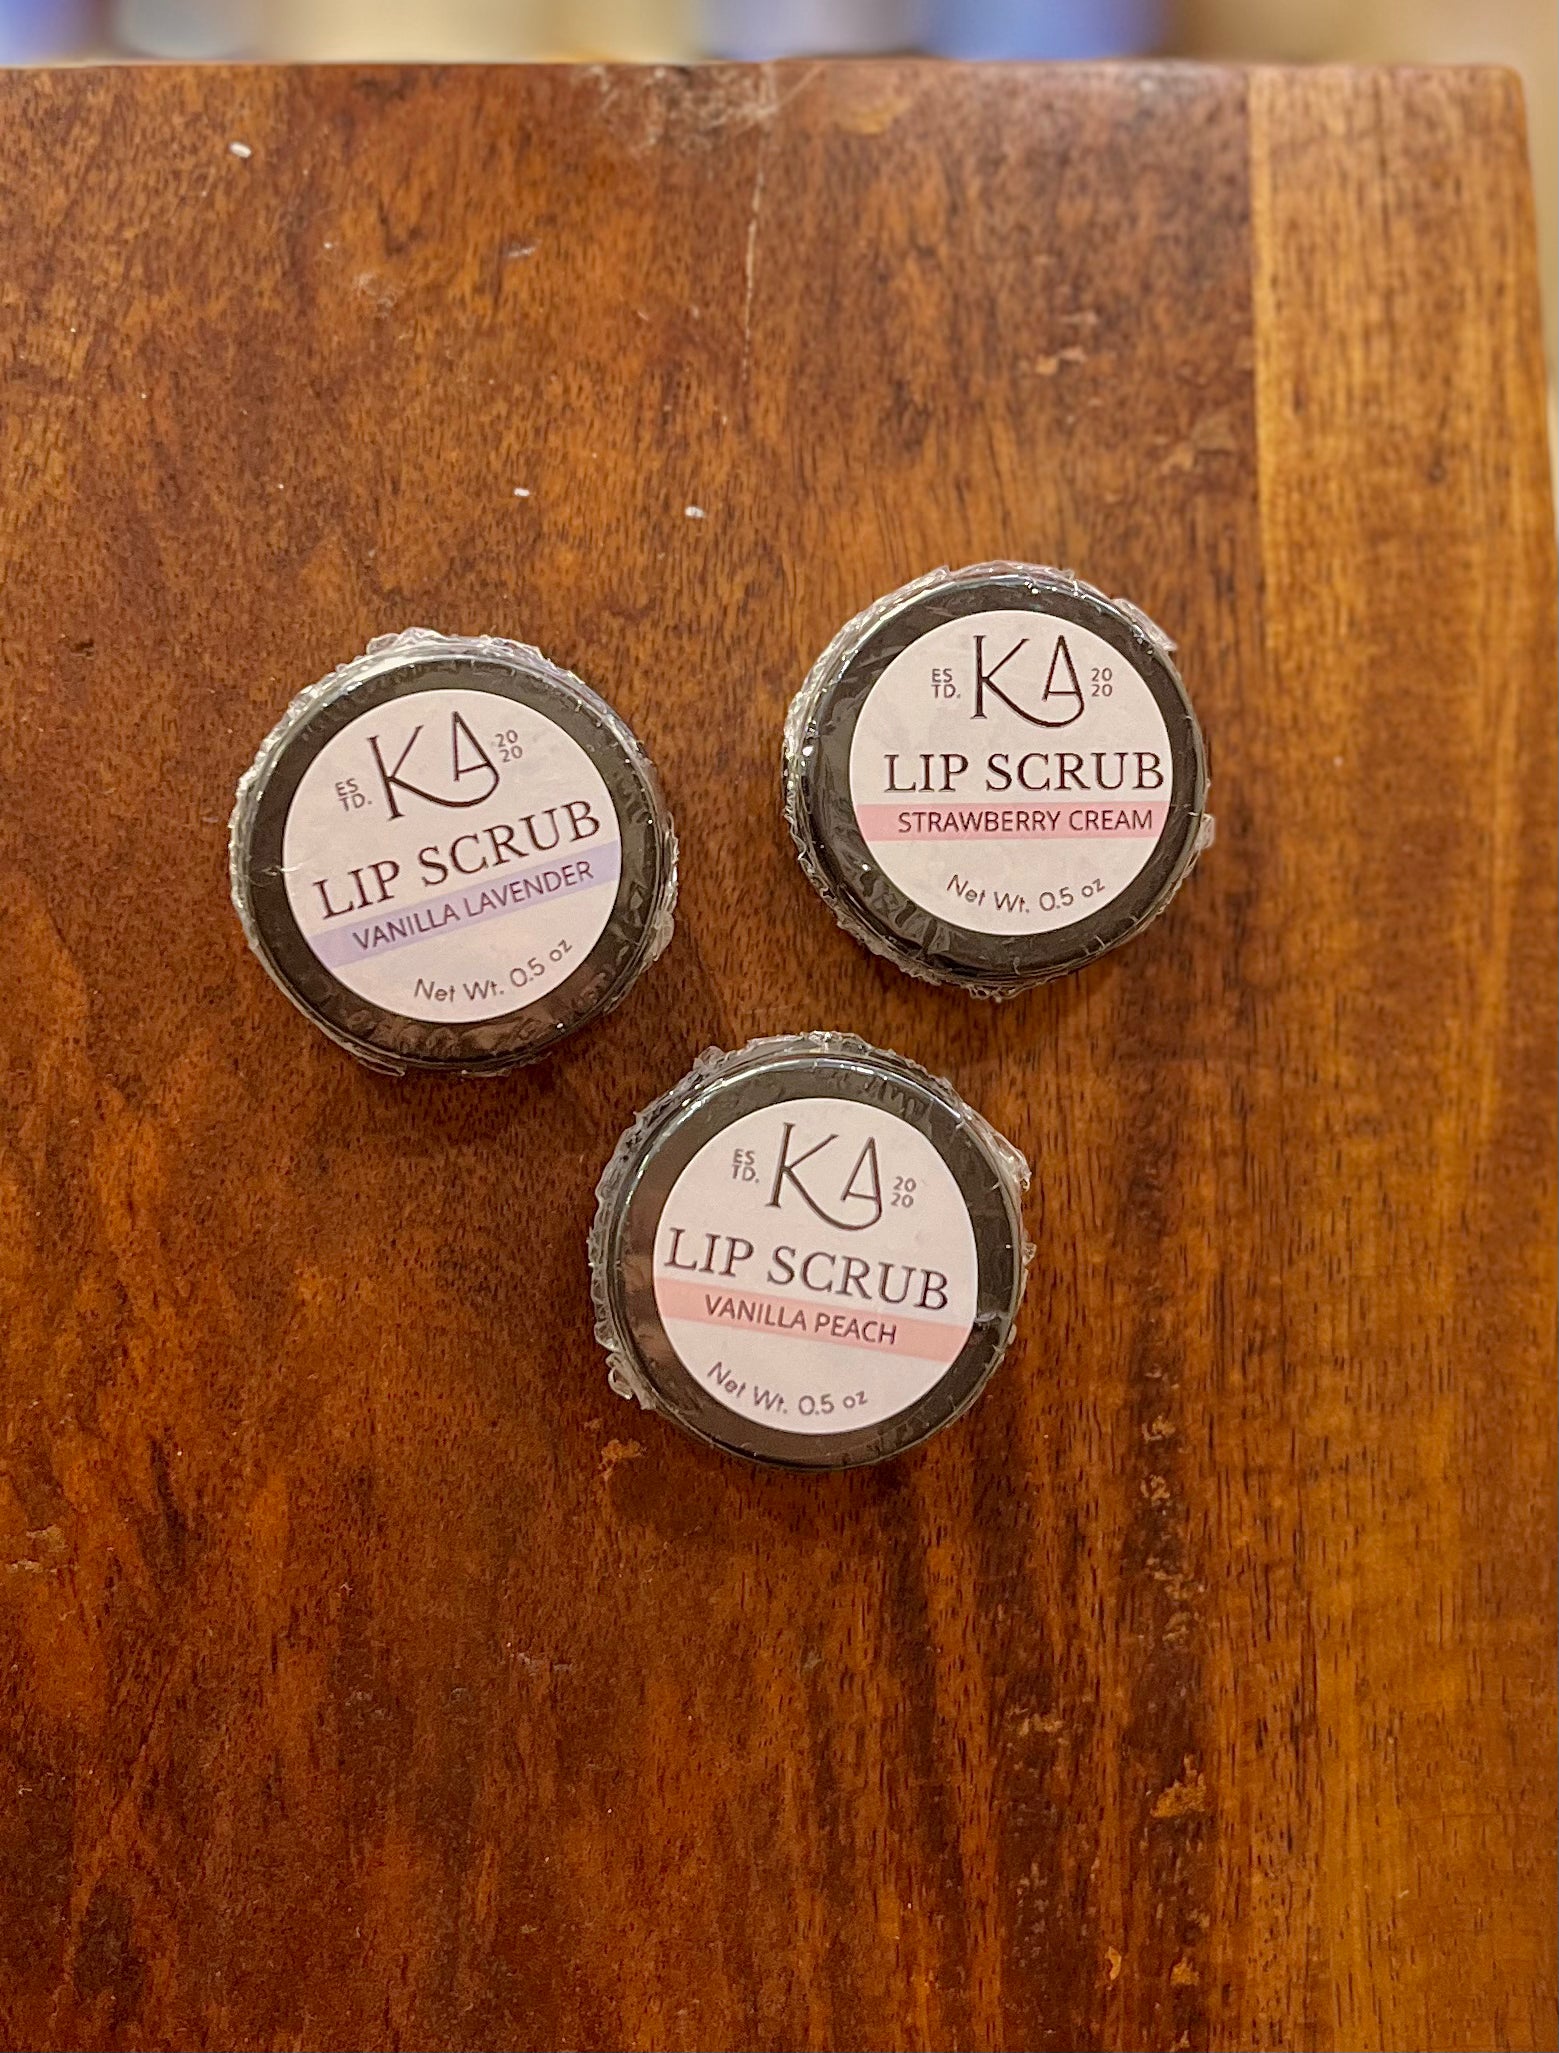 ES
TD.
KA
20
20
LIP SCRUB
VANILLA LAVENDER
Net Wt. 0.5 oz
ES
TD.
KA
20
20
LIP SCRUB
STRAWBERRY CREAM
Net Wt. 0.5 oz
ES
TD.
KA
20
20
LIP SCRUB
VANILLA PEACH
Net Wt. 0.5 oz